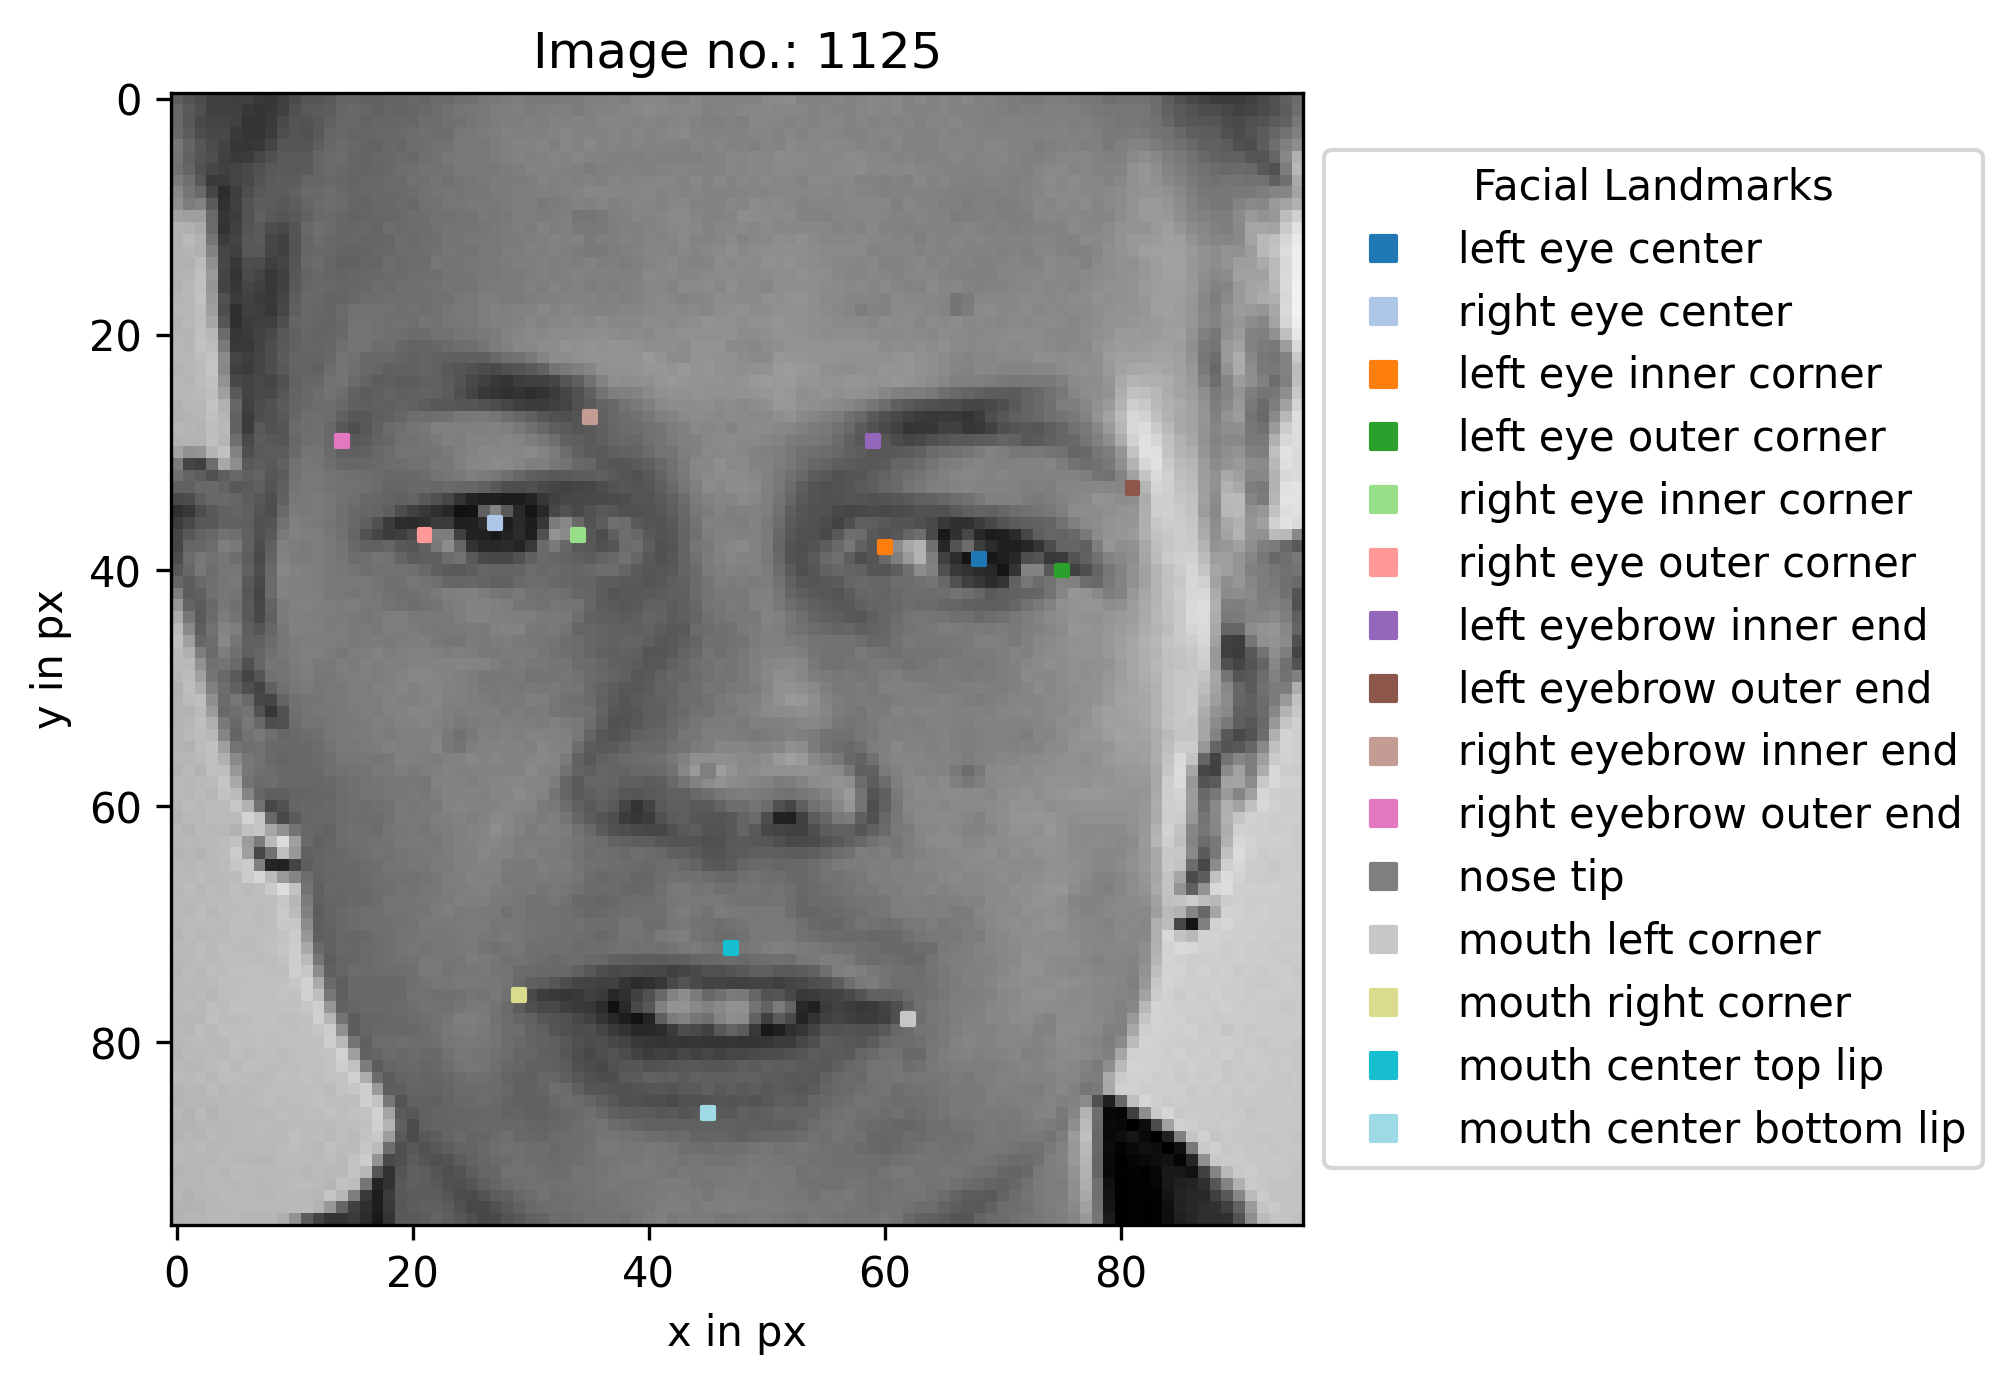 Image no.: 1125
0
20
40
60
80
y in px
0 20 40 60 80
x in px
Facial Landmarks
left eye center
right eye center
left eye inner corner
left eye outer corner
right eye inner corner
right eye outer corner
left eyebrow inner end
left eyebrow outer end
right eyebrow inner end
right eyebrow outer end
nose tip
mouth left corner
mouth right corner
mouth center top lip
mouth center bottom lip